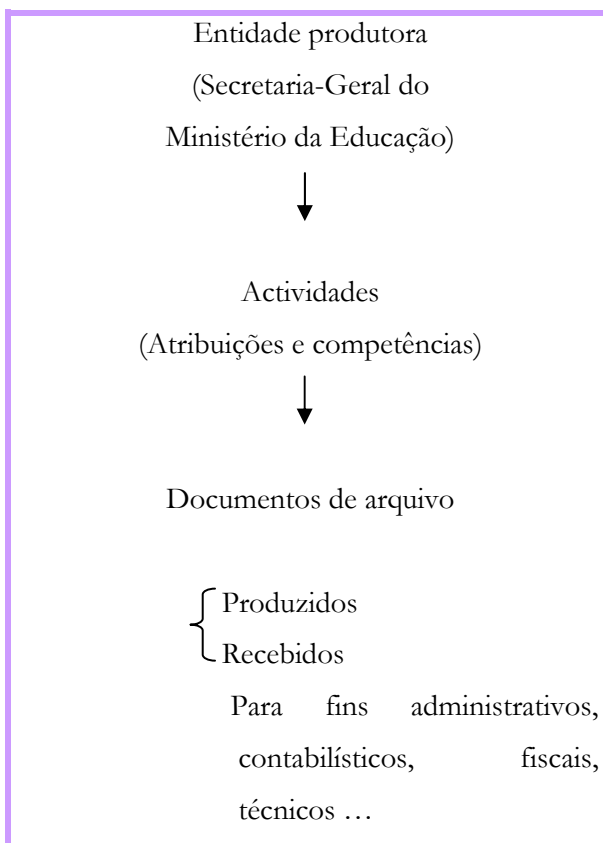 Entidade produtora
(Secretaria-Geral do
Ministério da Educação)
Actividades
(Atribuições e competências)
Documentos de arquivo
Produzidos
Recebidos
Para fins administrativos,
contabilísticos, fiscais,
técnicos …